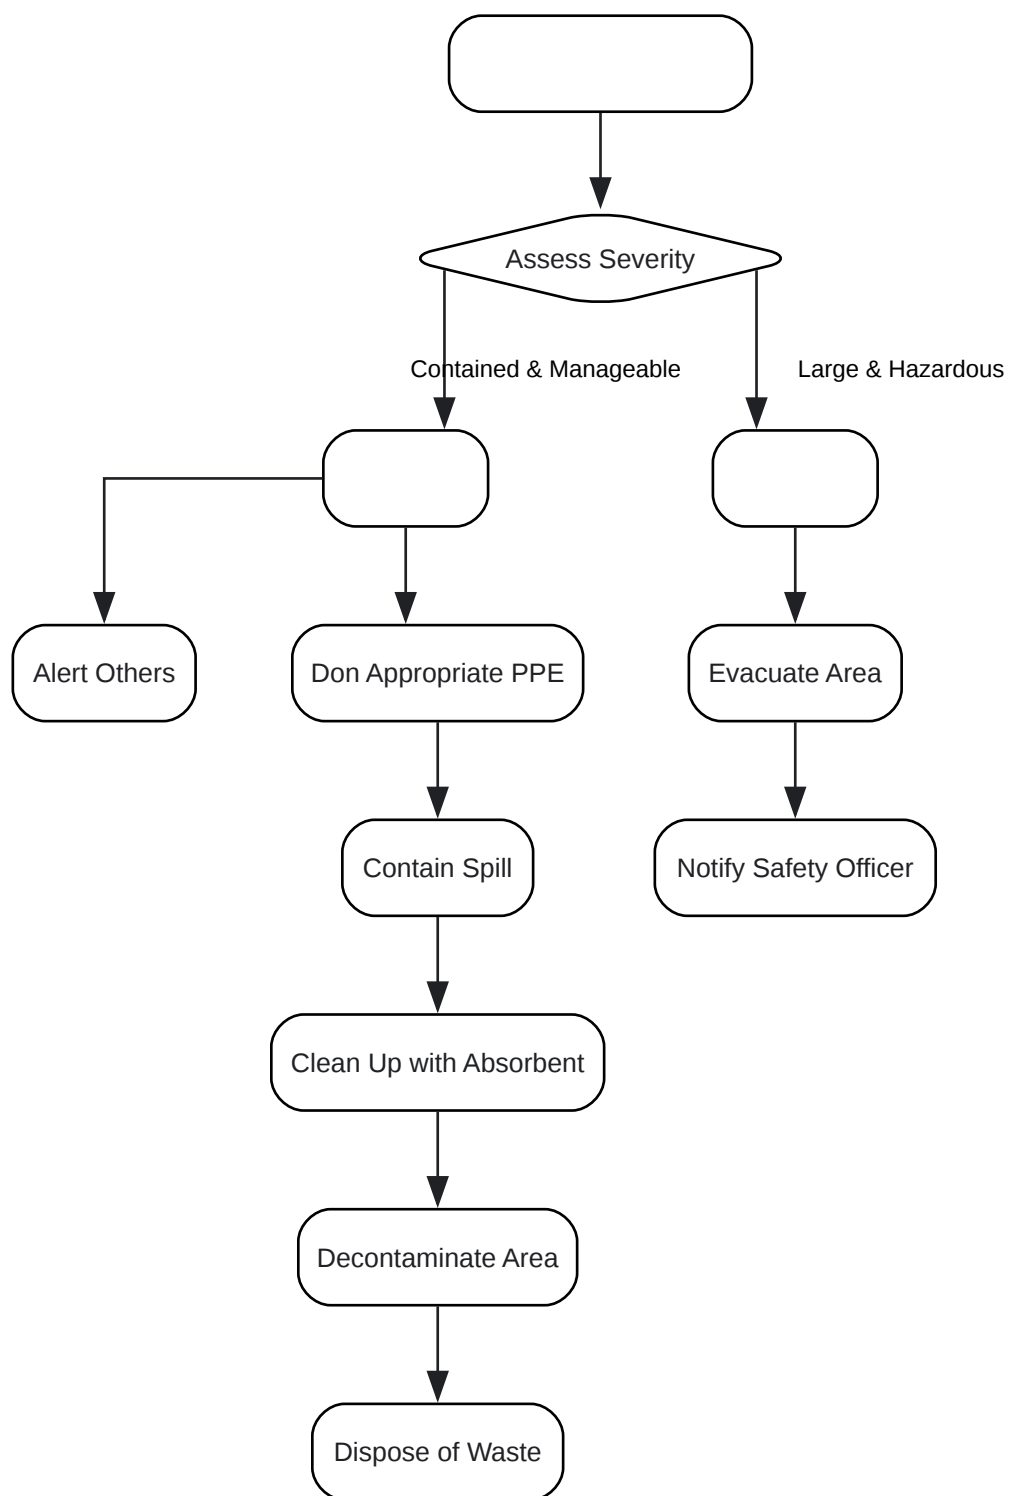 Assess Severity
Contained & Manageable
Large & Hazardous
Alert Others
Don Appropriate PPE
Evacuate Area
Contain Spill
Notify Safety Officer
Clean Up with Absorbent
Decontaminate Area
Dispose of Waste